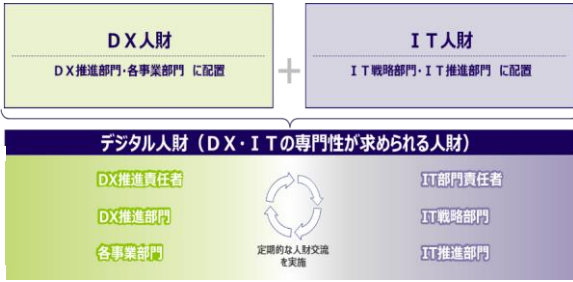 DX人財
DX推進部門・各事業部門 に配置
+
IT人財
IT戦略部門・IT推進部門 に配置
デジタル人財(DX・ITの専門性が求められる人財)
DX推進責任者
DX推進部門
各事業部門
定期的な人財交流
を実施
IT部門責任者
IT戦略部門
IT推進部門